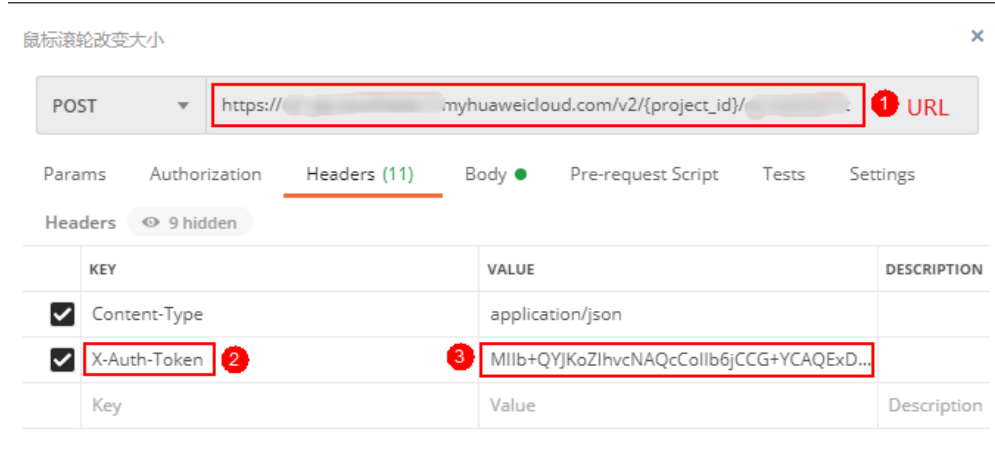 鼠标滚轮改变大小 ×
POST https:// myhuaweicloud.com/v2/{project_id}/ 1 URL
Params Authorization Headers (11) Body Pre-request Script Tests Settings
Headers 9 hidden
KEY VALUE DESCRIPTION
Content-Type application/json
X-Auth-Token 2 3 MIIb+QYJKoZIhvcNAQcCoIIb6jCCG+YCAQExD...
Key Value Description